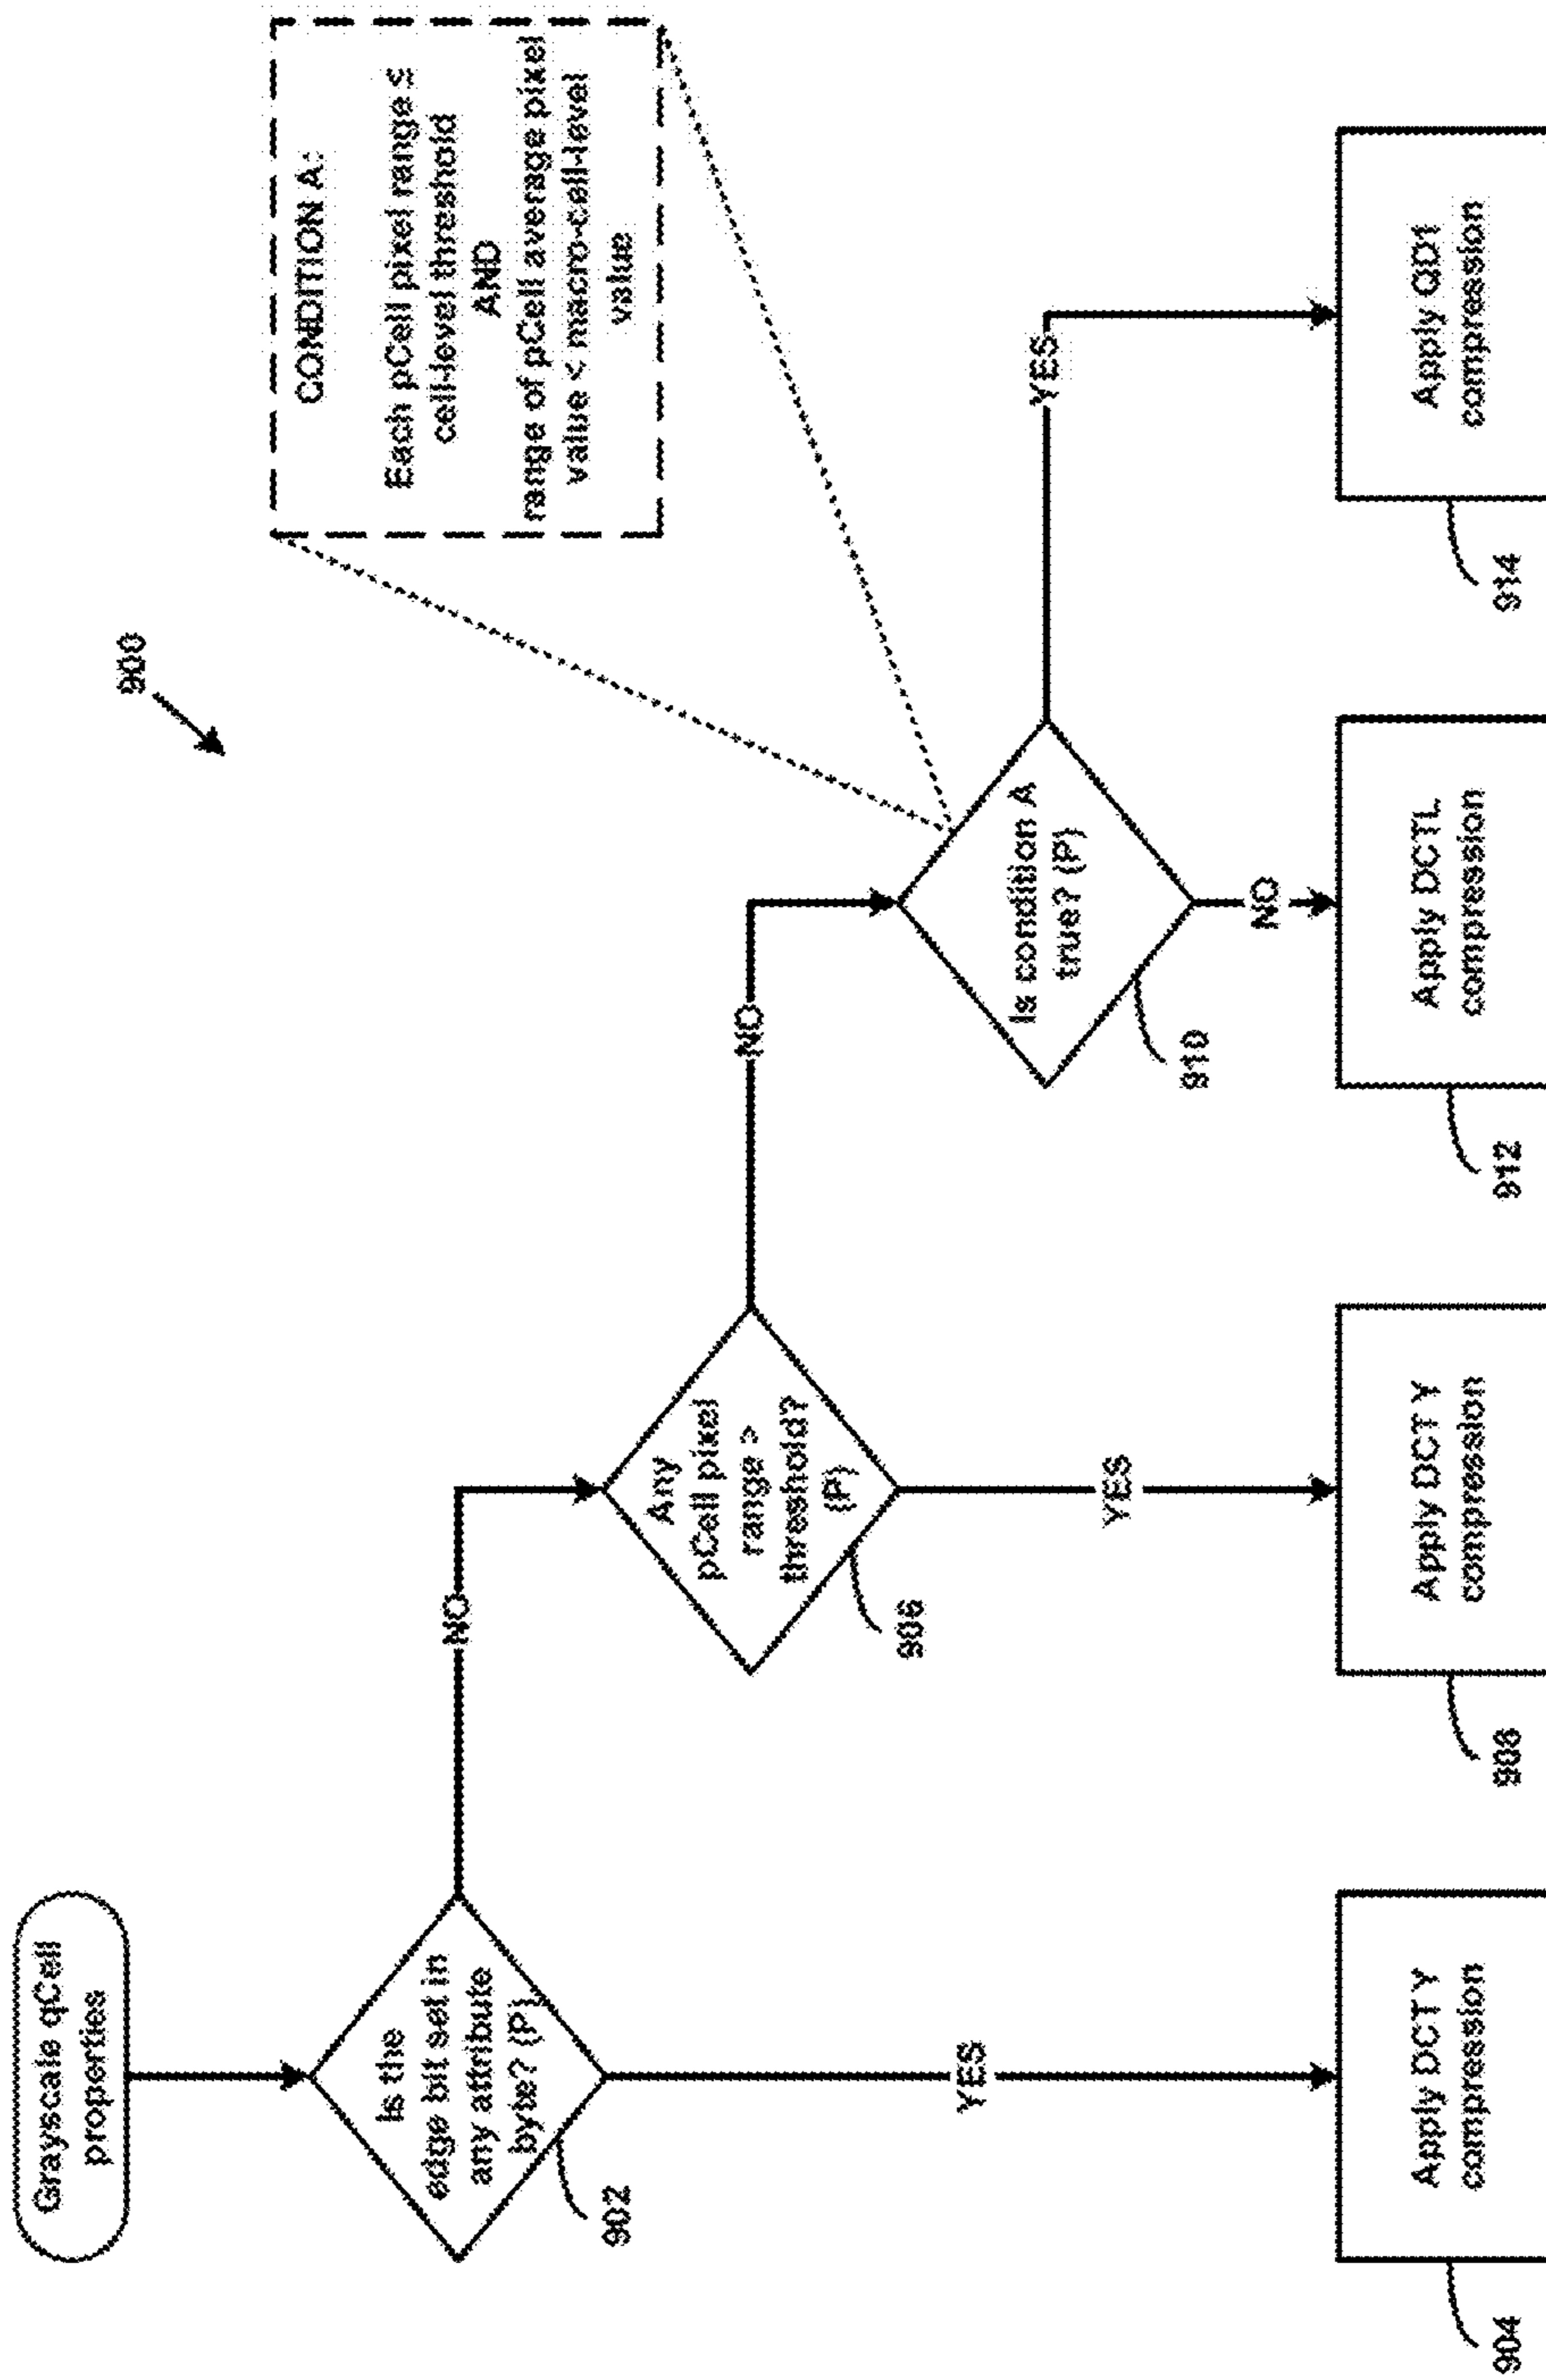 900
Grayscale qCell
properties
Is the
edge bit set in
any attribute
byte? (P)
902
YES
NO
Apply DCTY
compression
904
Any
pCell pixel
range >
threshold?
(P)
906
YES
NO
Apply DCTY
compression
908
Is condition A
true? (P)
910
NO
YES
Apply DCTL
compression
912
Apply QD1
compression
914
CONDITION A:
Each pCell pixel range ≤
cell-level threshold
AND
range of pCell average pixel
value < macro-cell-level
value